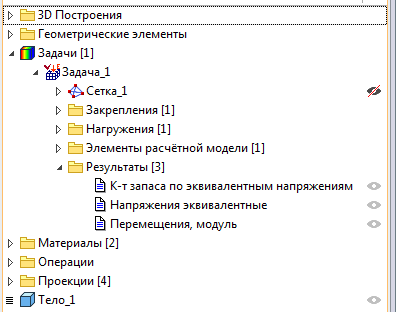 3D Построения
Геометрические элементы
Задачи [1]
Задача_1
Сетка_1
Закрепления [1]
Нагружения [1]
Элементы расчётной модели [1]
Результаты [3]
К-т запаса по эквивалентным напряжениям
Напряжения эквивалентные
Перемещения, модуль
Материалы [2]
Операции
Проекции [4]
Тело_1